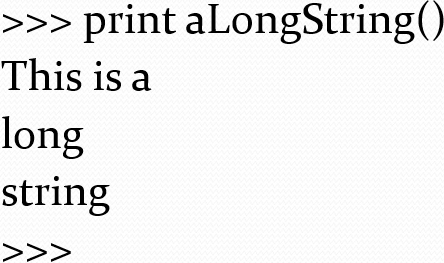 >>> print aLongString()
This is a
long
string
>>>